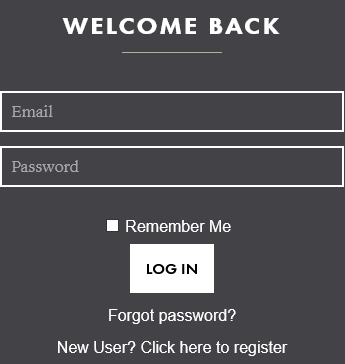 WELCOME BACK
Email
Password
Remember Me
LOG IN
Forgot password?
New User? Click here to register